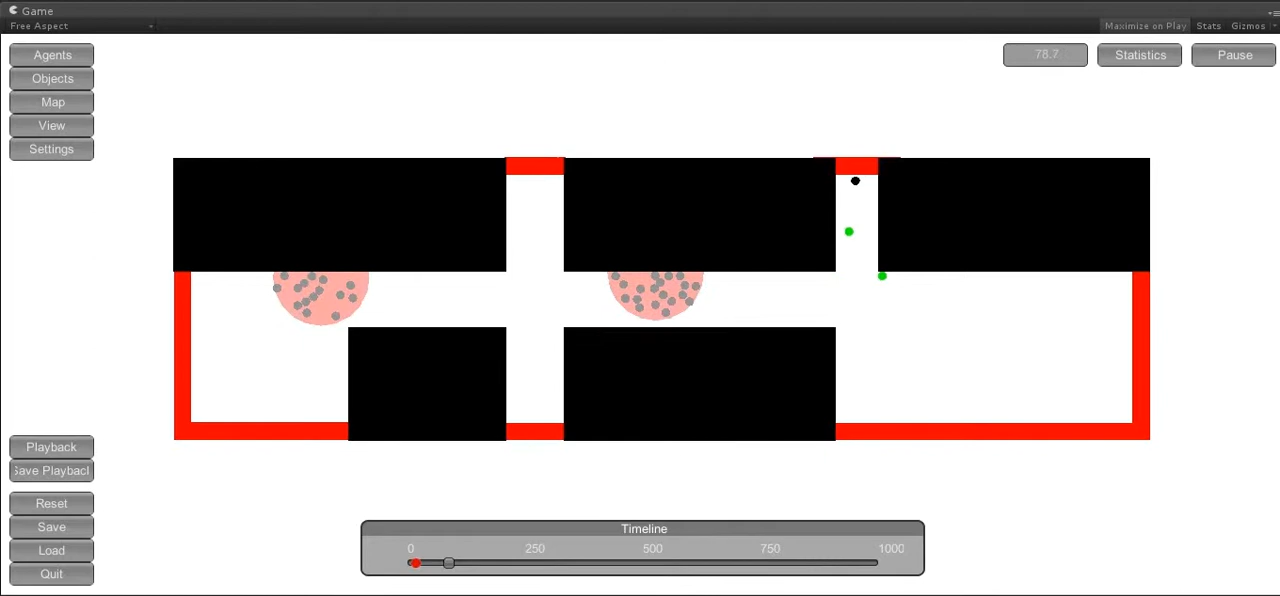 Game
Free Aspect
Maximize on Play Stats Gizmos
Agents
Objects
Map
View
Settings
78.7
Statistics
Pause
Playback
Save Playback
Reset
Save
Load
Quit
Timeline
0 250 500 750 1000